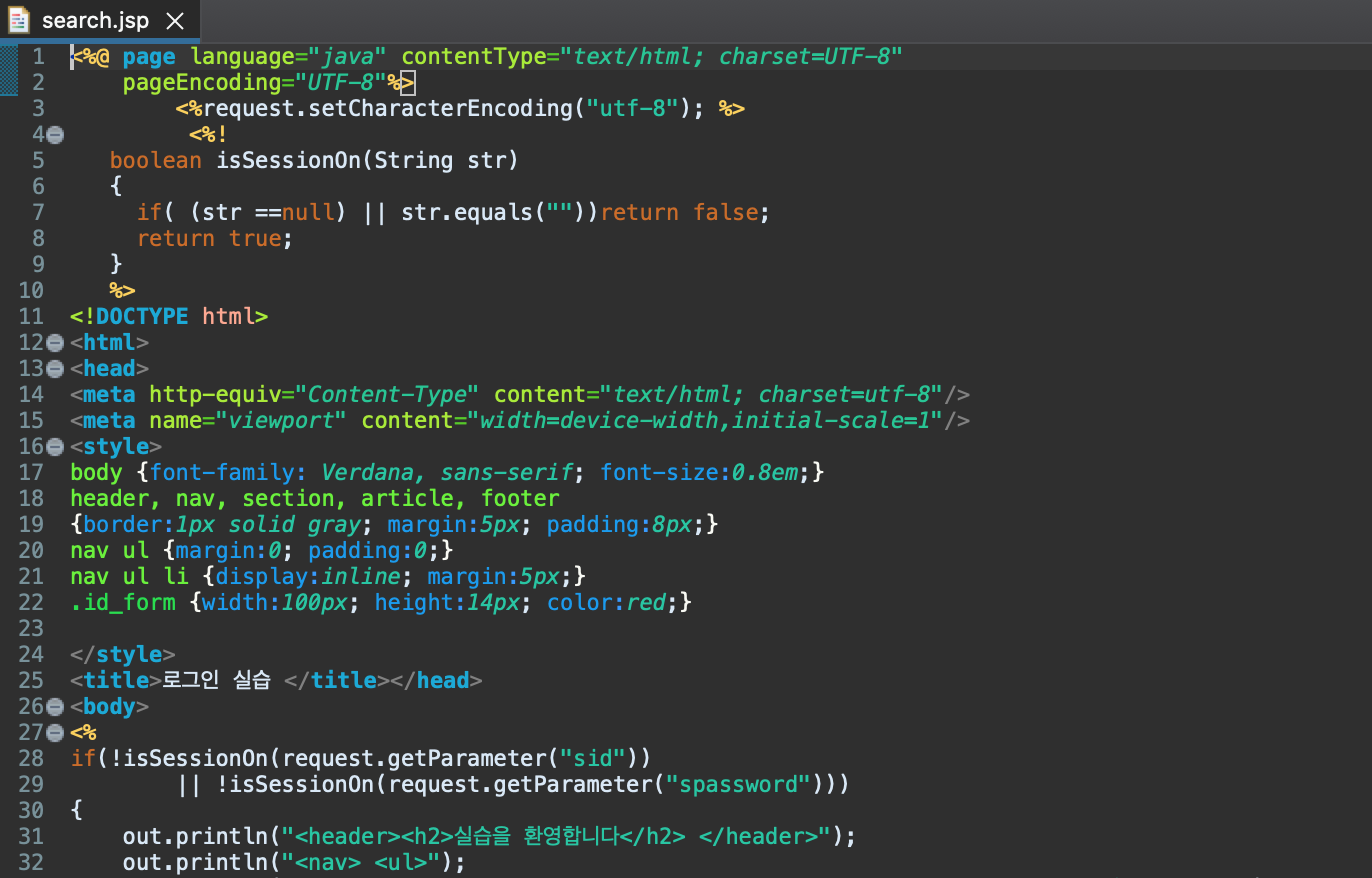 search.jsp
1 <%@ page language="java" contentType="text/html; charset=UTF-8"
2     pageEncoding="UTF-8"%>
3         <%request.setCharacterEncoding("utf-8"); %>
4          <%!
5    boolean isSessionOn(String str)
6    {
7      if( (str ==null) || str.equals(""))return false;
8      return true;
9    }
10    %>
11 <!DOCTYPE html>
12 <html>
13 <head>
14 <meta http-equiv="Content-Type" content="text/html; charset=utf-8"/>
15 <meta name="viewport" content="width=device-width,initial-scale=1"/>
16 <style>
17 body {font-family: Verdana, sans-serif; font-size:0.8em;}
18 header, nav, section, article, footer
19 {border:1px solid gray; margin:5px; padding:8px;}
20 nav ul {margin:0; padding:0;}
21 nav ul li {display:inline; margin:5px;}
22 .id_form {width:100px; height:14px; color:red;}
23
24 </style>
25 <title>로그인 실습 </title></head>
26 <body>
27 <%
28 if(!isSessionOn(request.getParameter("sid"))
29         || !isSessionOn(request.getParameter("spassword")))
30 {
31     out.println("<header><h2>실습을 환영합니다</h2> </header>");
32     out.println("<nav> <ul>");